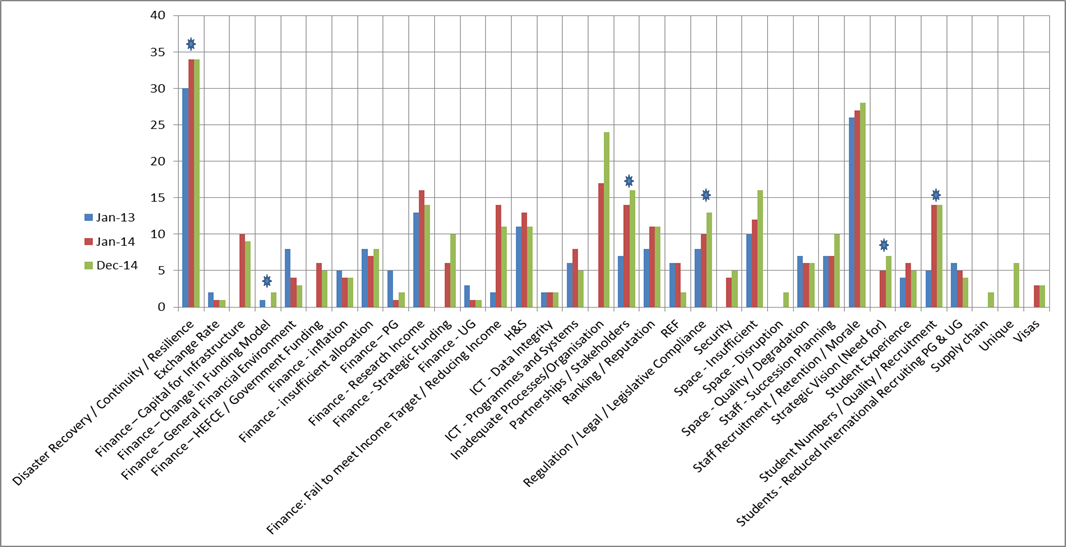 40
35
30
25
20
15
10
5
0
Jan-13
Jan-14
Dec-14
Disaster Recovery / Continuity / Resilience
Exchange Rate
Finance – Capital for Infrastructure
Finance – Change in Funding Model
Finance – General Financial Environment
Finance – HEFCE / Government Funding
Finance - inflation
Finance - insufficient allocation
Finance – PG
Finance - Research Income
Finance - Strategic Funding
Finance - UG
Finance: Fail to meet Income Target / Reducing Income
H&S
ICT - Data Integrity
ICT - Programmes and Systems
Inadequate Processes/Organisation
Partnerships / Stakeholders
Ranking / Reputation
REF
Regulation / Legal / Legislative Compliance
Security
Space - Insufficient
Space - Disruption
Space - Quality / Degradation
Staff - Succession Planning
Staff Recruitment / Retention / Morale
Strategic Vision (Need for)
Student Experience
Student Numbers / Quality / Recruitment
Students - Reduced International Recruiting PG & UG
Supply chain
Unique
Visas